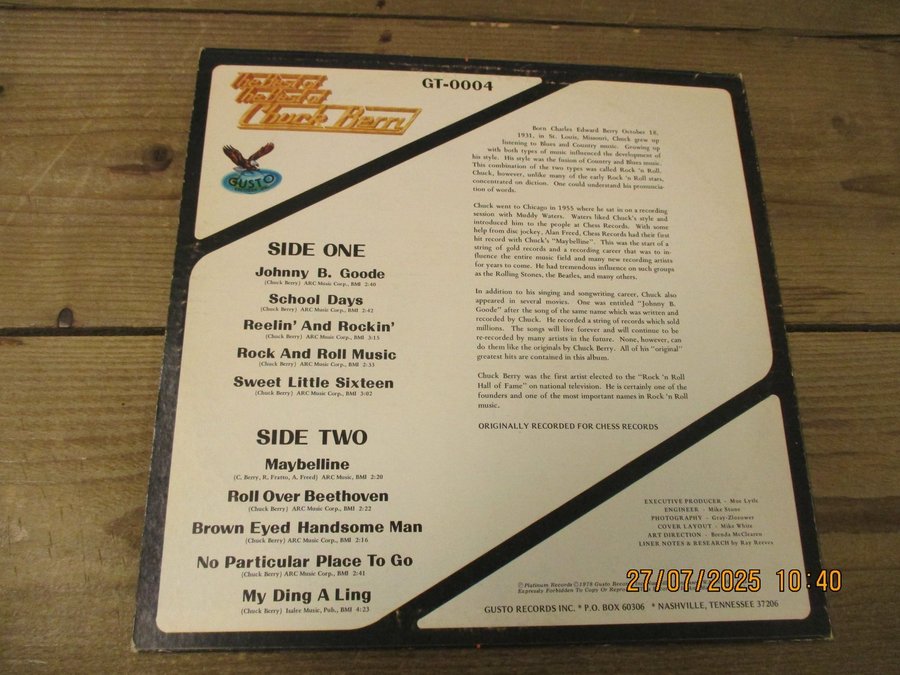 The Best of
The Best of
Chuck Berry
GT-0004
GUSTO
SIDE ONE
Johnny B. Goode
(Chuck Berry) ARC Music Corp., BMI 2:40
School Days
(Chuck Berry) ARC Music Corp., BMI 2:42
Reelin' And Rockin'
(Chuck Berry) ARC Music Corp., BMI 3:15
Rock And Roll Music
(Chuck Berry) ARC Music Corp., BMI 2:33
Sweet Little Sixteen
(Chuck Berry) ARC Music Corp., BMI 3:02
SIDE TWO
Maybelline
(C. Berry, R. Fratto, A. Freed) ARC Music, BMI 2:20
Roll Over Beethoven
(Chuck Berry) ARC Music Corp., BMI 2:22
Brown Eyed Handsome Man
(Chuck Berry) ARC Music Corp., BMI 2:16
No Particular Place To Go
(Chuck Berry) ARC Music Corp., BMI 2:41
My Ding A Ling
(Chuck Berry) Isalee Music, Pub., BMI 4:23
Born Charles Edward Berry October 18,
1931, in St. Louis, Missouri, Chuck grew up
listening to Blues and Country music. Growing up
with both types of music influenced the development of
his style. His style was the fusion of Country and Blues music.
This combination of the two types was called Rock 'n Roll.
Chuck, however, unlike many of the early Rock 'n Roll stars,
concentrated on diction. One could understand his pronuncia-
tion of words.
Chuck went to Chicago in 1955 where he sat in on a recording
session with Muddy Waters. Waters liked Chuck's style and
introduced him to the people at Chess Records. With some
help from disc jockey, Alan Freed, Chess Records had their first
hit record with Chuck's "Maybelline". This was the start of a
string of gold records and a recording career that was to in-
fluence the entire music field and many new recording artists
for years to come. He had tremendous influence on such groups
as the Rolling Stones, the Beatles, and many others.
In addition to his singing and songwriting career, Chuck also
appeared in several movies. One was entitled "Johnny B.
Goode" after the song of the same name which was written and
recorded by Chuck. He recorded a string of records which sold
millions. The songs will live forever and will continue to be
re-recorded by many artists in the future. None, however, can
do them like the originals by Chuck Berry. All of his "original"
greatest hits are contained in this album.
Chuck Berry was the first artist elected to the "Rock 'n Roll
Hall of Fame" on national television. He is certainly one of the
founders and one of the most important names in Rock 'n Roll
music.
ORIGINALLY RECORDED FOR CHESS RECORDS
EXECUTIVE PRODUCER - Moe Lytle
ENGINEER - Mike Stone
PHOTOGRAPHY - Gray-Zlozower
COVER LAYOUT - Mike White
ART DIRECTION - Brenda McClearen
LINER NOTES & RESEARCH by Ray Reeves
℗ Platinum Records © 1978 Gusto
Expressly Forbidden To Copy Or
GUSTO RECORDS INC. * P.O. BOX 60306 * NASHVILLE, TENNESSEE 37206
27/07/2025 10:40